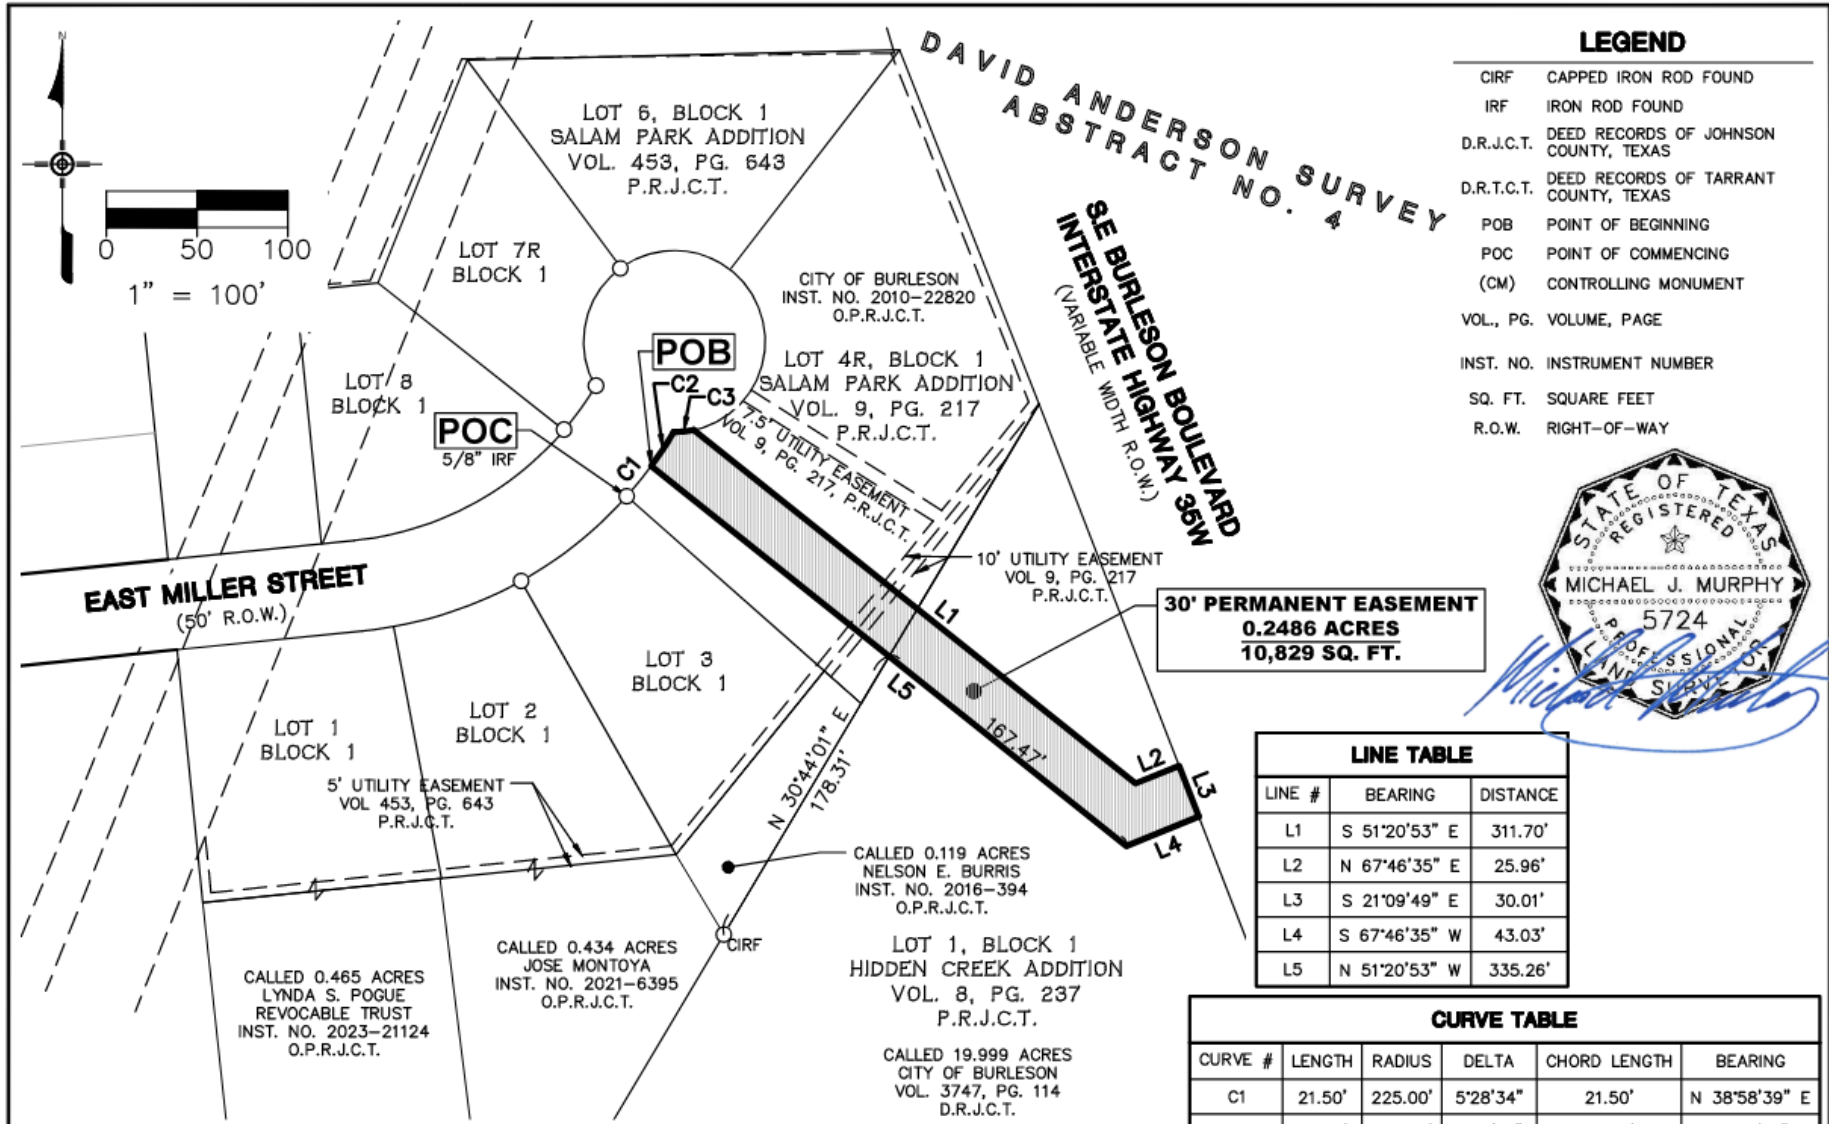 N
0 50 100
1" = 100'
DAVID ANDERSON SURVEY
ABSTRACT NO. 4
LOT 6, BLOCK 1
SALAM PARK ADDITION
VOL. 453, PG. 643
P.R.J.C.T.
LOT 7R
BLOCK 1
CITY OF BURLESON
INST. NO. 2010-22820
O.P.R.J.C.T.
LOT 4R, BLOCK 1
SALAM PARK ADDITION
VOL. 9, PG. 217
P.R.J.C.T.
SE BURLESON BOULEVARD
INTERSTATE HIGHWAY 35W
(VARIABLE WIDTH R.O.W.)
LOT 8
BLOCK 1
POB
C2
C3
POC
5/8" IRF
C1
7.5' UTILITY EASEMENT
VOL 9, PG. 217, P.R.J.C.T.
EAST MILLER STREET
(50' R.O.W.)
10' UTILITY EASEMENT
VOL 9, PG. 217
P.R.J.C.T.
L1
30' PERMANENT EASEMENT
0.2486 ACRES
10,829 SQ. FT.
LOT 3
BLOCK 1
L5
LOT 2
BLOCK 1
LOT 1
BLOCK 1
167.47'
L2
L3
L4
N 30°44'01" E
178.31'
5' UTILITY EASEMENT
VOL 453, PG. 643
P.R.J.C.T.
CALLED 0.119 ACRES
NELSON E. BURRIS
INST. NO. 2016-394
O.P.R.J.C.T.
CIRF
CALLED 0.434 ACRES
JOSE MONTOYA
INST. NO. 2021-6395
O.P.R.J.C.T.
CALLED 0.465 ACRES
LYNDA S. POGUE
REVOCABLE TRUST
INST. NO. 2023-21124
O.P.R.J.C.T.
LOT 1, BLOCK 1
HIDDEN CREEK ADDITION
VOL. 8, PG. 237
P.R.J.C.T.
CALLED 19.999 ACRES
CITY OF BURLESON
VOL. 3747, PG. 114
D.R.J.C.T.
LEGEND
CIRF CAPPED IRON ROD FOUND
IRF IRON ROD FOUND
D.R.J.C.T. DEED RECORDS OF JOHNSON
COUNTY, TEXAS
D.R.T.C.T. DEED RECORDS OF TARRANT
COUNTY, TEXAS
POB POINT OF BEGINNING
POC POINT OF COMMENCING
(CM) CONTROLLING MONUMENT
VOL., PG. VOLUME, PAGE
INST. NO. INSTRUMENT NUMBER
SQ. FT. SQUARE FEET
R.O.W. RIGHT-OF-WAY
STATE OF TEXAS
REGISTERED
MICHAEL J. MURPHY
5724
PROFESSIONAL
LAND SURVEYOR
LINE TABLE
LINE # BEARING DISTANCE
L1 S 51°20'53" E 311.70'
L2 N 67°46'35" E 25.96'
L3 S 21°09'49" E 30.01'
L4 S 67°46'35" W 43.03'
L5 N 51°20'53" W 335.26'
CURVE TABLE
CURVE # LENGTH RADIUS DELTA CHORD LENGTH BEARING
C1 21.50' 225.00' 5°28'34" 21.50' N 38°58'39" E